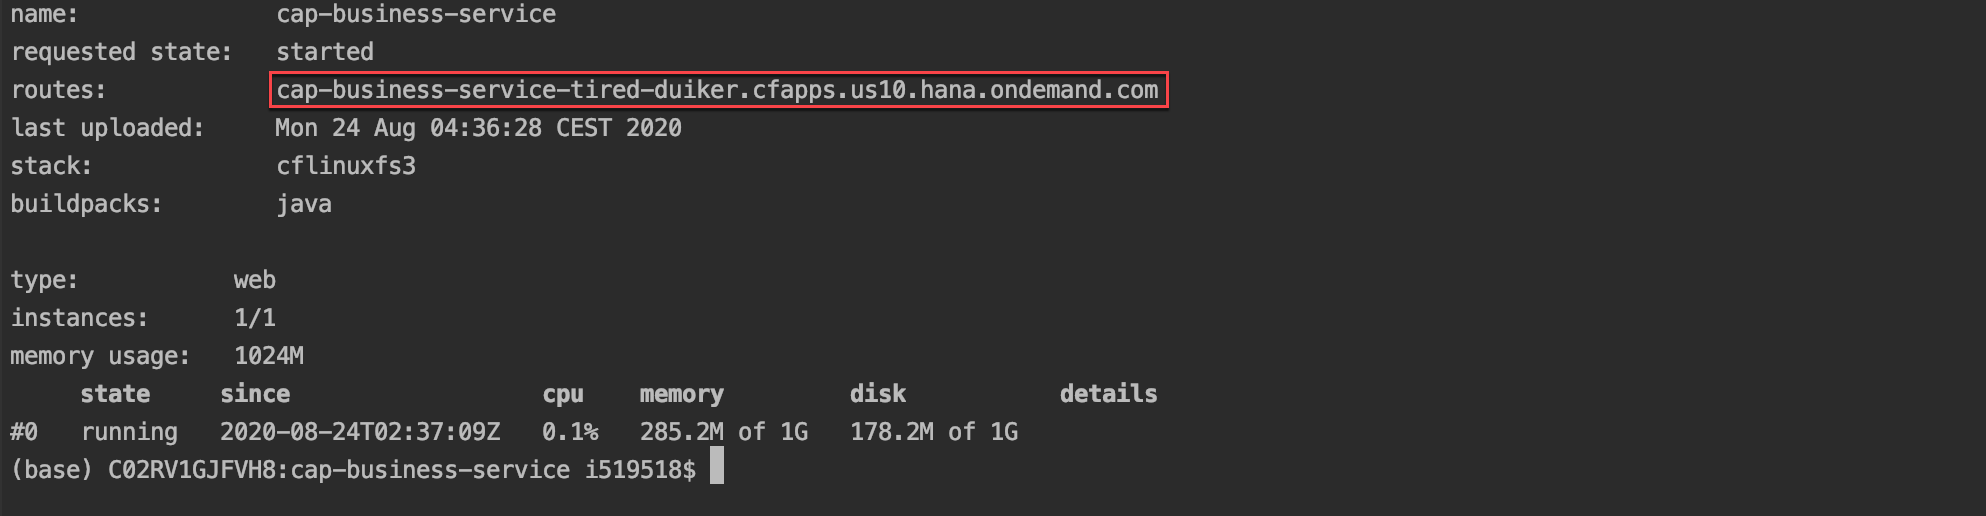 name: cap-business-service
requested state: started
routes: cap-business-service-tired-duiker.cfapps.us10.hana.ondemand.com
last uploaded: Mon 24 Aug 04:36:28 CEST 2020
stack: cflinuxfs3
buildpacks: java
type: web
instances: 1/1
memory usage: 1024M
state since cpu memory disk details
#0 running 2020-08-24T02:37:09Z 0.1% 285.2M of 1G 178.2M of 1G
(base) C02RV1GJFVH8:cap-business-service i519518$